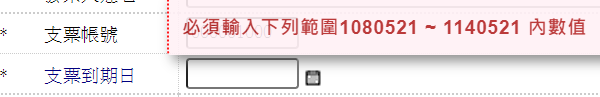 必須輸入下列範圍1080521 ~ 1140521 內數值
* 支票帳號
* 支票到期日